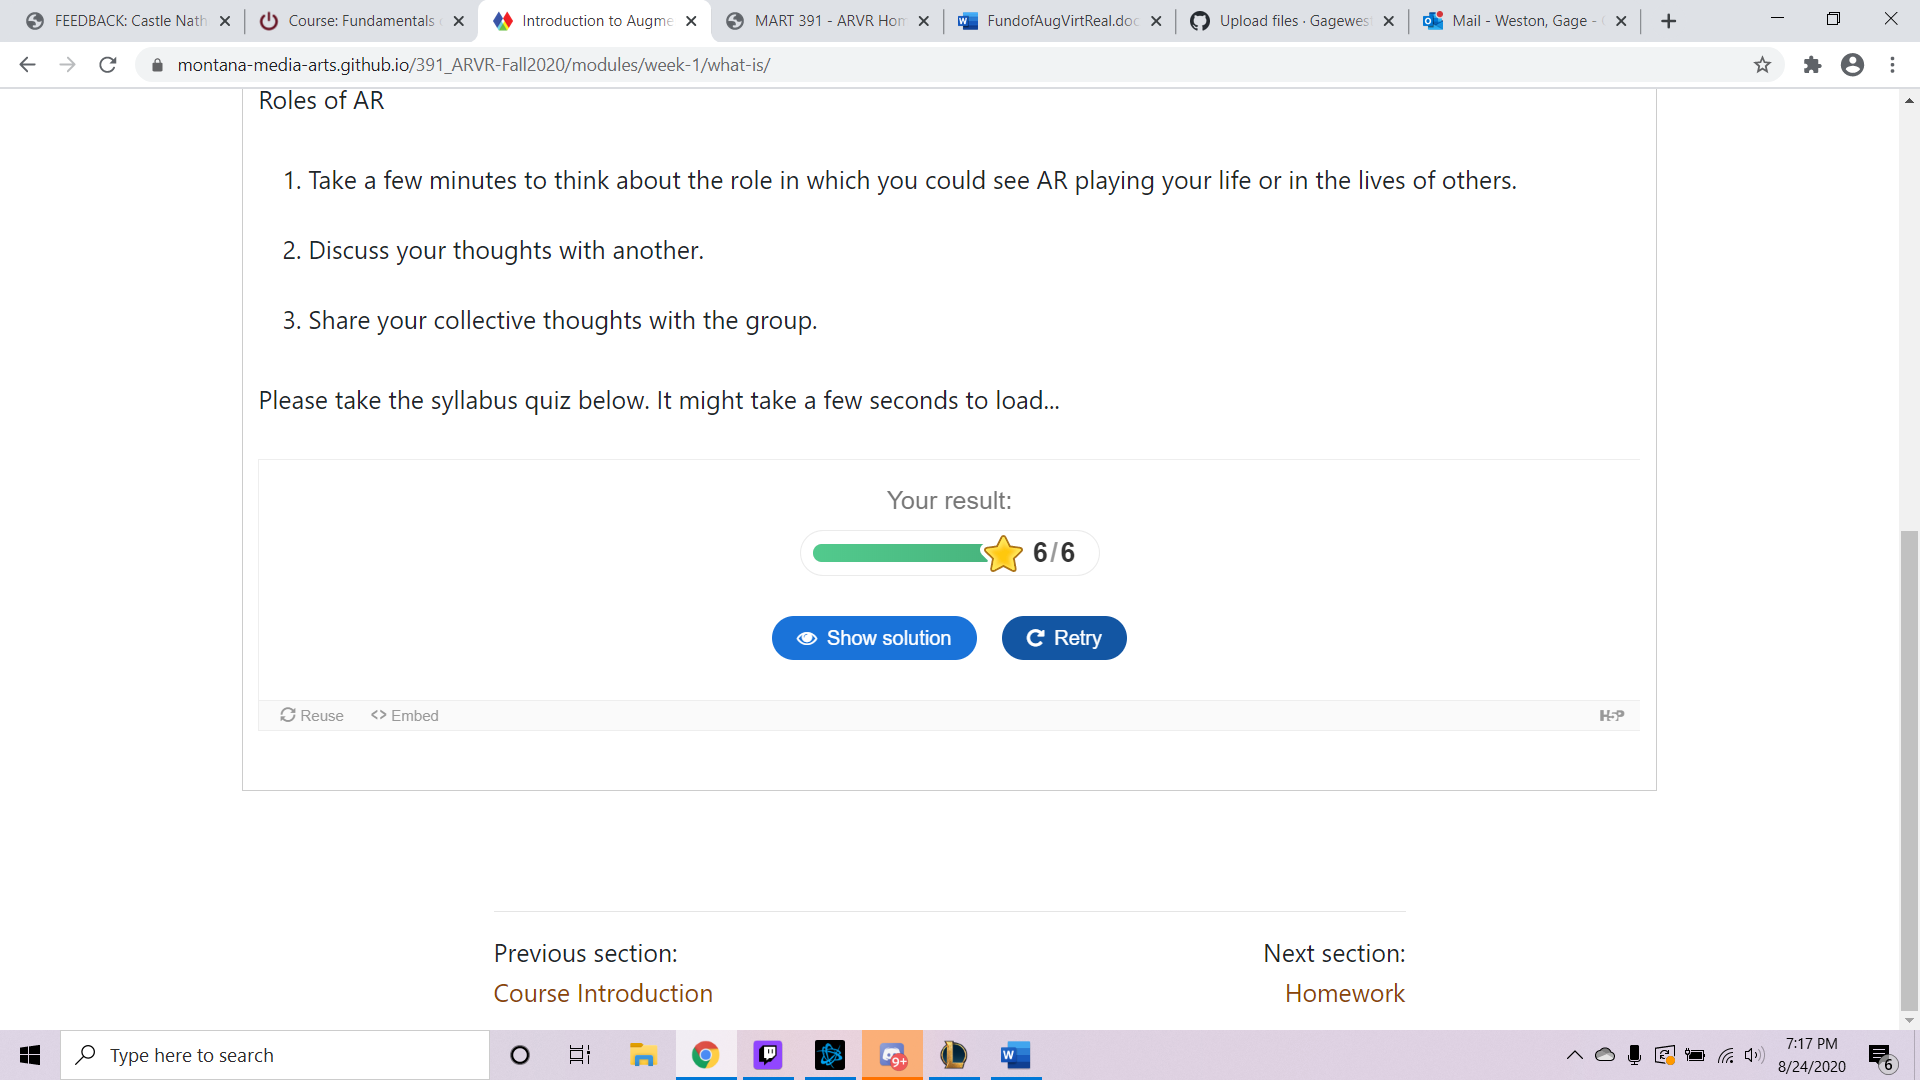 FEEDBACK: Castle Nath
Course: Fundamentals
Introduction to Augme
MART 391 - ARVR Hom
FundofAugVirtReal.doc
Upload files · Gagewes
Mail - Weston, Gage -
montana-media-arts.github.io/391_ARVR-Fall2020/modules/week-1/what-is/
Roles of AR
1. Take a few minutes to think about the role in which you could see AR playing your life or in the lives of others.
2. Discuss your thoughts with another.
3. Share your collective thoughts with the group.
Please take the syllabus quiz below. It might take a few seconds to load...
Your result:
6/6
Show solution Retry
Reuse <> Embed H5P
Previous section: Next section:
Course Introduction Homework
Type here to search
9+
7:17 PM
8/24/2020
6